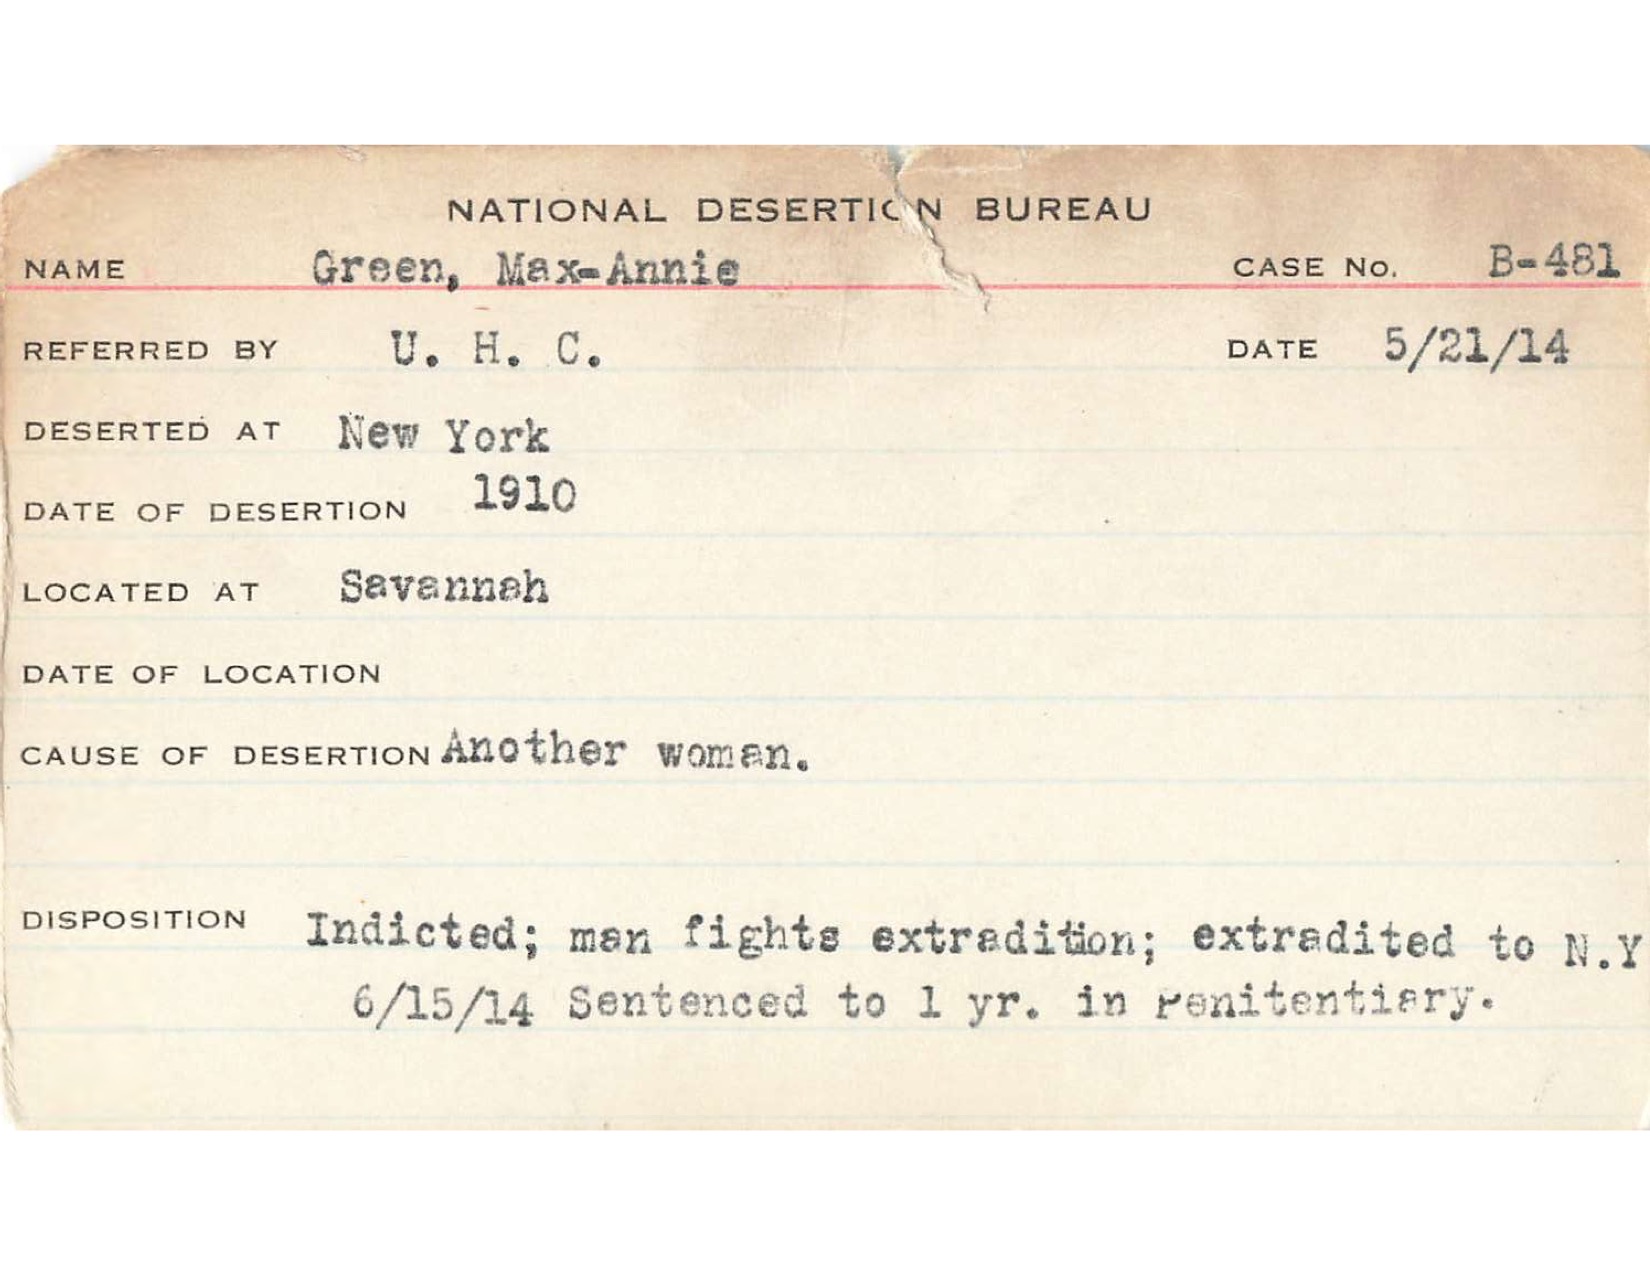 NATIONAL DESERTION BUREAU
NAME Green, Max-Annie CASE No. B-481
REFERRED BY U. H. C. DATE 5/21/14
DESERTED AT New York
DATE OF DESERTION 1910
LOCATED AT Savannah
DATE OF LOCATION
CAUSE OF DESERTION Another woman.
DISPOSITION Indicted; man fights extradition; extradited to N.Y
6/15/14 Sentenced to 1 yr. in Penitentiary.